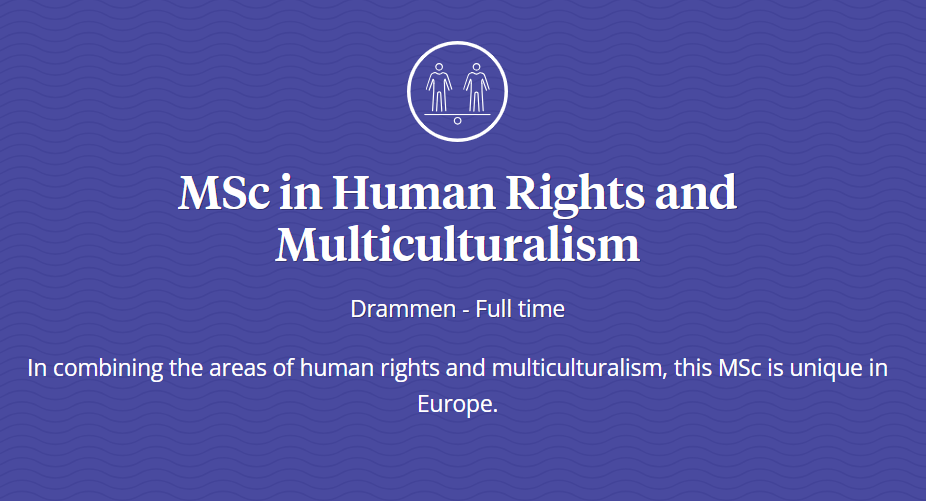 MSc in Human Rights and
Multiculturalism
Drammen - Full time
In combining the areas of human rights and multiculturalism, this MSc is unique in
Europe.